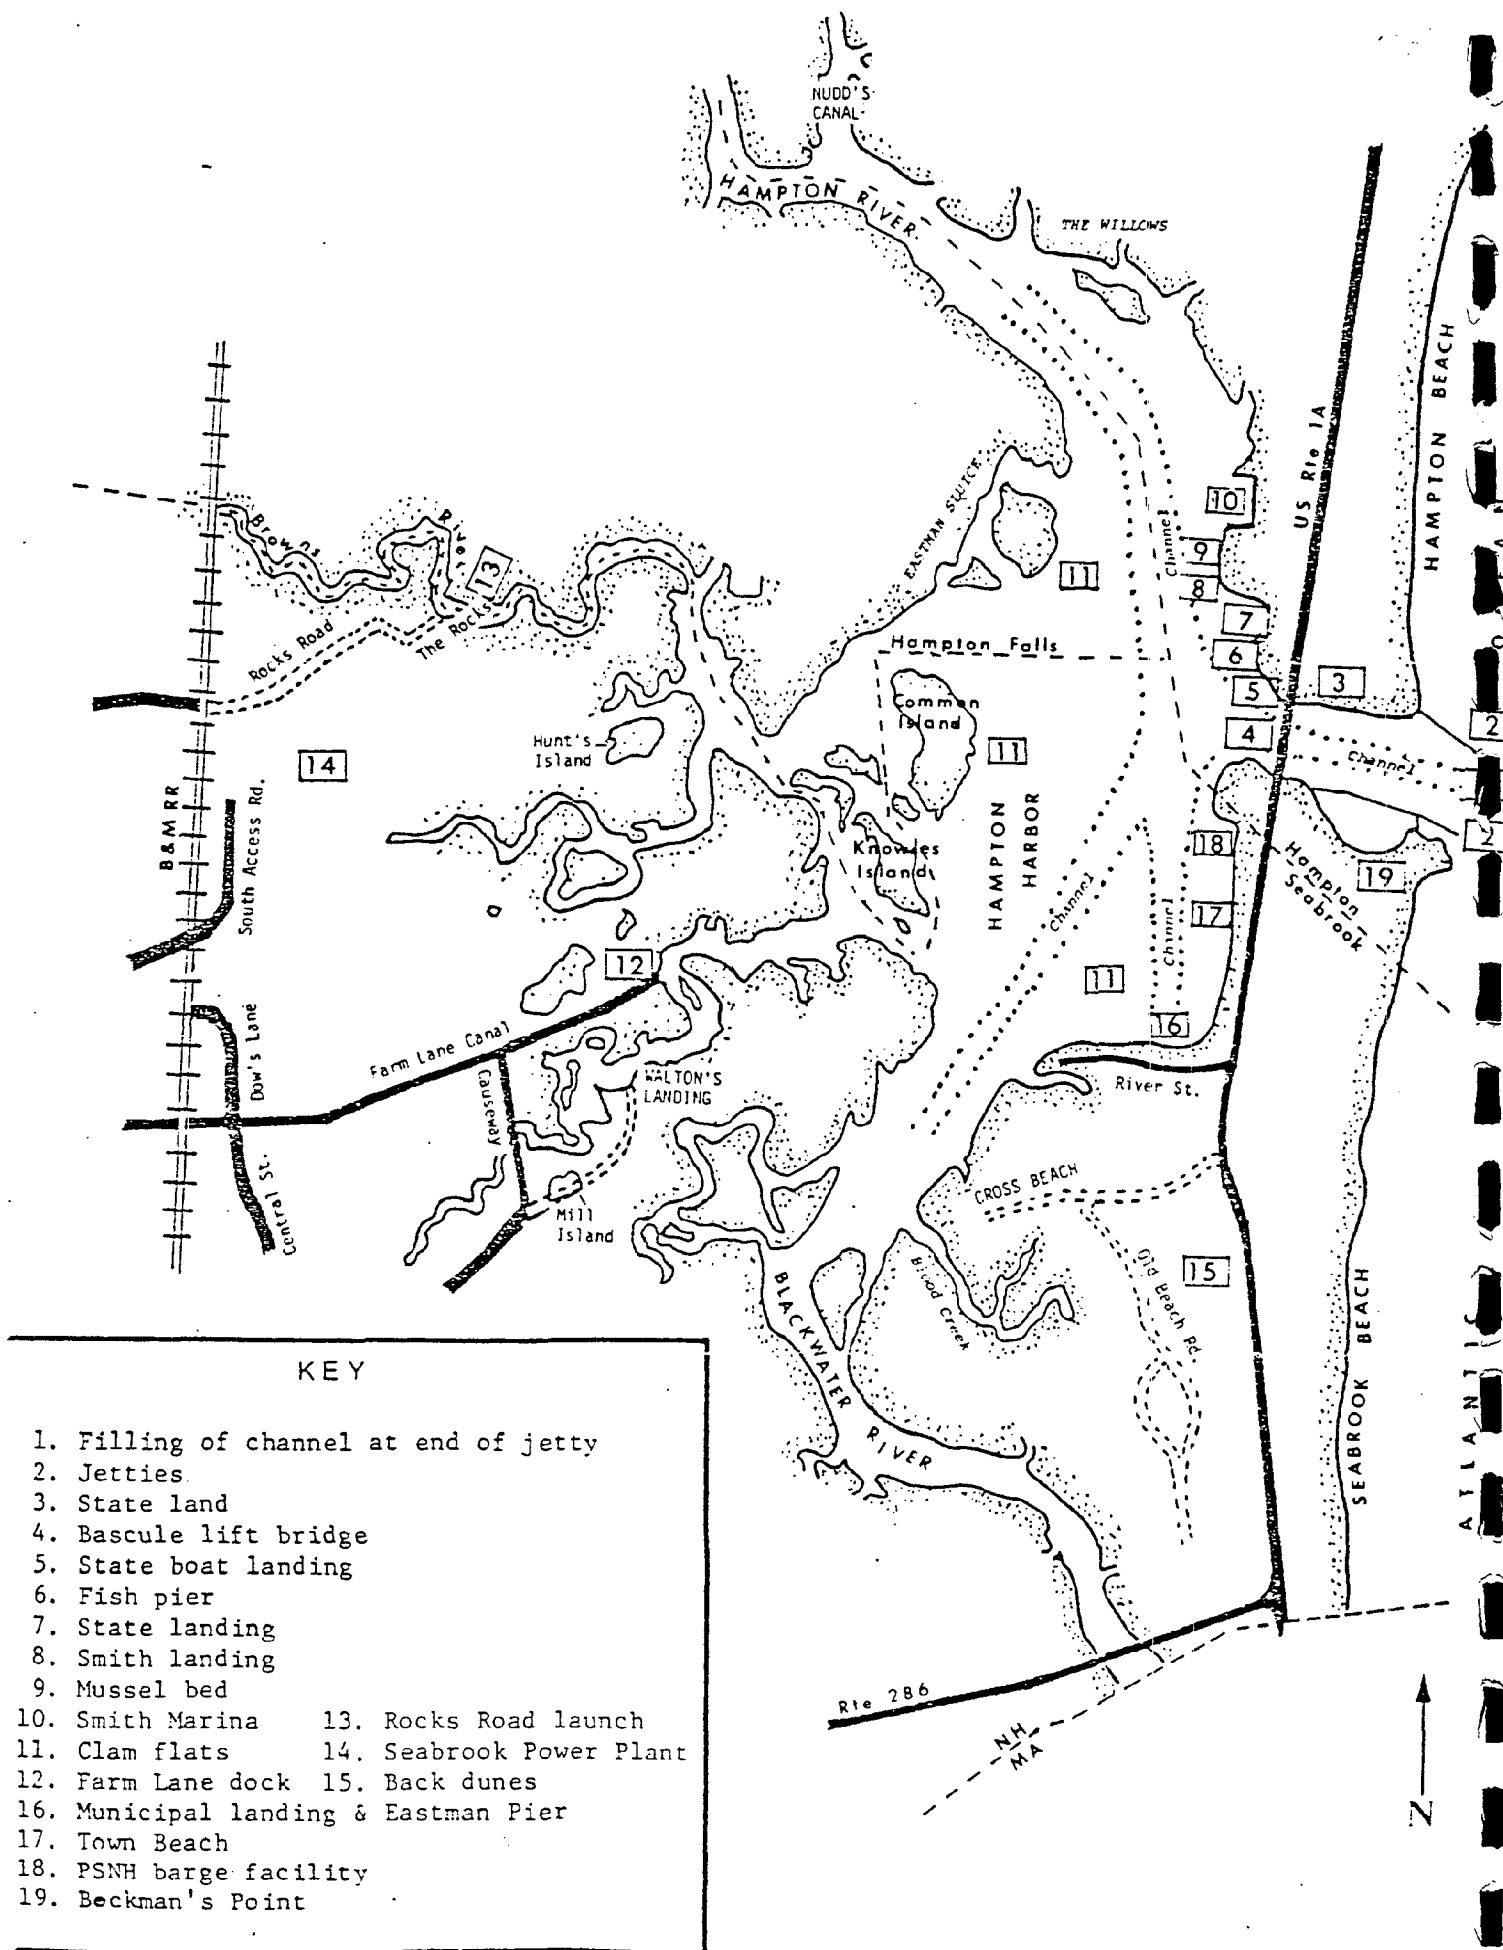 NUDD'S
CANAL
HAMPTON RIVER
THE WILLOWS
HAMPTON BEACH
US Rte 1A
EASTMAN SLUICE
Channel
10
9
8
7
6
5
4
3
2
2
11
Browns River
13
The Rocks
Rocks Road
Hampton Falls
Common
Island
11
Hunt's
Island
14
B&M RR
South Access Rd.
Channel
HAMPTON
HARBOR
Knowles
Island
18
Hampton
Seabrook
19
17
Channel
Channel
12
11
16
Dow's Lane
Farm Lane Canal
Causeway
WALTON'S
LANDING
River St.
Central St.
Mill
Island
CROSS BEACH
Old Beach Rd.
15
Blood Creek
BLACKWATER RIVER
SEABROOK BEACH
ATLANTIC
Rte 286
NH
MA
N
KEY
1. Filling of channel at end of jetty
2. Jetties
3. State land
4. Bascule lift bridge
5. State boat landing
6. Fish pier
7. State landing
8. Smith landing
9. Mussel bed
10. Smith Marina 13. Rocks Road launch
11. Clam flats 14. Seabrook Power Plant
12. Farm Lane dock 15. Back dunes
16. Municipal landing & Eastman Pier
17. Town Beach
18. PSNH barge facility
19. Beckman's Point